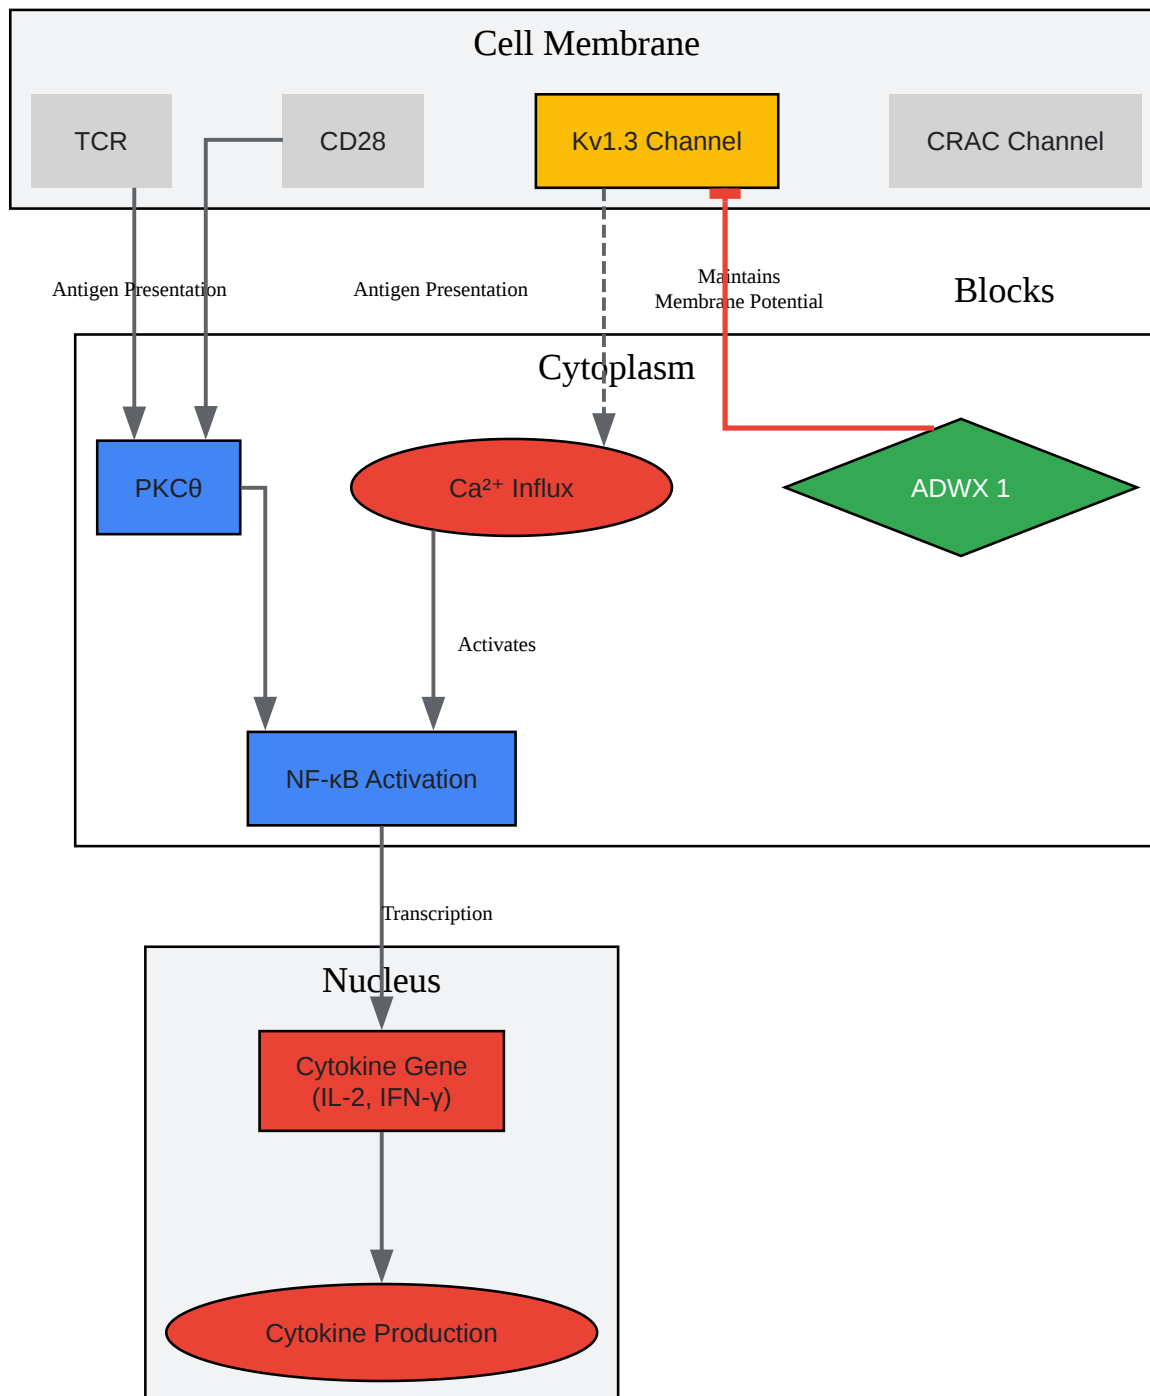 Cell Membrane
TCR
CD28
Kv1.3 Channel
CRAC Channel
Antigen Presentation
Antigen Presentation
Maintains
Membrane Potential
Blocks
Cytoplasm
PKCθ
Ca²⁺ Influx
ADWX 1
Activates
NF-κB Activation
Transcription
Nucleus
Cytokine Gene
(IL-2, IFN-γ)
Cytokine Production